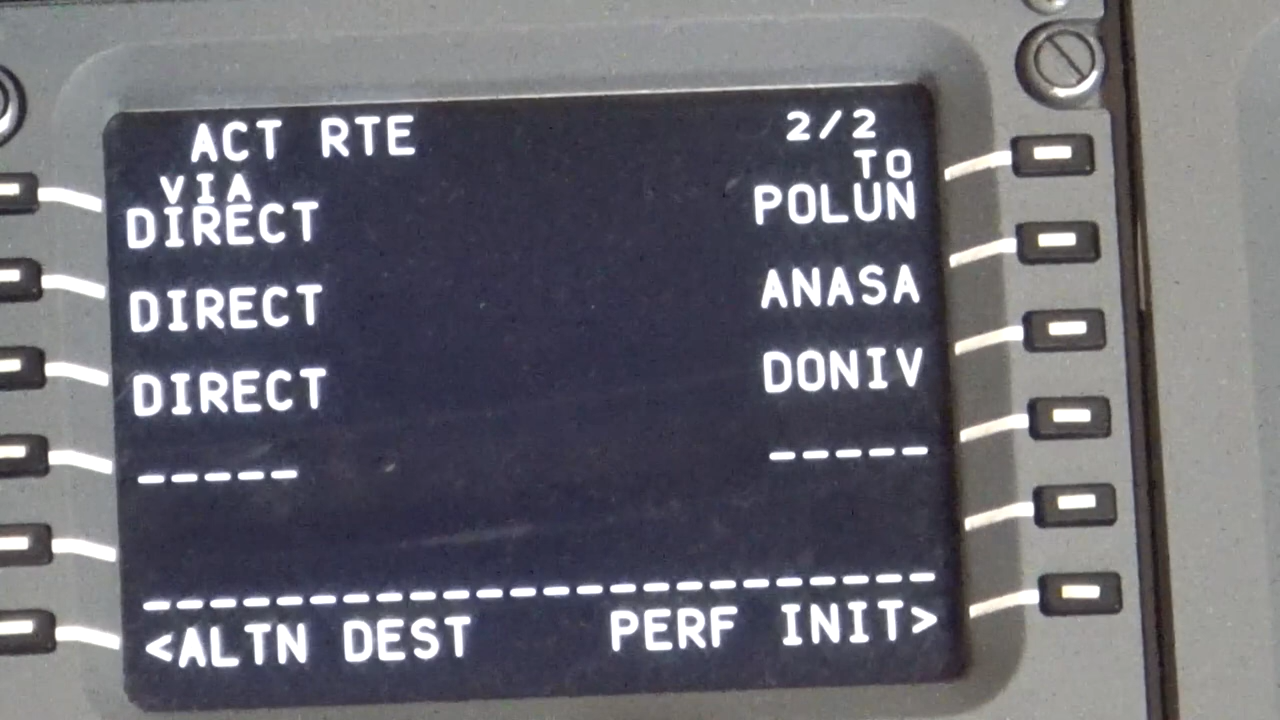 ACT RTE 2/2
VIA TO
DIRECT POLUN
DIRECT ANASA
DIRECT DONIV
----- -----
------------------------
<ALTN DEST PERF INIT>